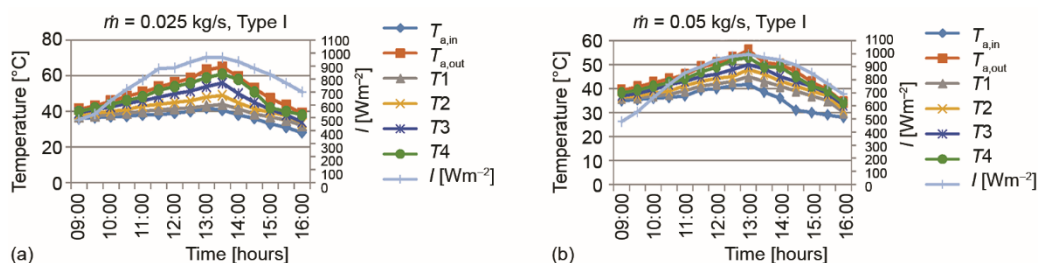 ṁ = 0.025 kg/s, Type I
Temperature [°C]
80
60
40
20
0
1100
1000
900
800
700
600
500
400
300
200
100
0
I [Wm−2]
09:00
10:00
11:00
12:00
13:00
14:00
15:00
16:00
Time [hours]
(a)
Ta,in
Ta,out
T1
T2
T3
T4
I [Wm−2]
ṁ = 0.05 kg/s, Type I
Temperature [°C]
60
50
40
30
20
10
0
1100
1000
900
800
700
600
500
400
300
200
100
0
I [Wm−2]
09:00
10:00
11:00
12:00
13:00
14:00
15:00
16:00
Time [hours]
(b)
Ta,in
Ta,out
T1
T2
T3
T4
I [Wm−2]